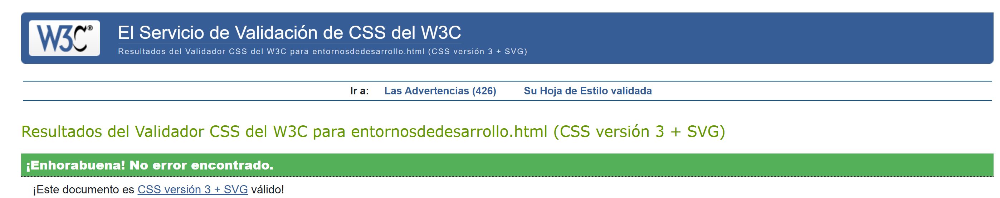 W3C®
El Servicio de Validación de CSS del W3C
Resultados del Validador CSS del W3C para entornosdedesarrollo.html (CSS versión 3 + SVG)
Ir a: Las Advertencias (426) Su Hoja de Estilo validada
Resultados del Validador CSS del W3C para entornosdedesarrollo.html (CSS versión 3 + SVG)
¡Enhorabuena! No error encontrado.
¡Este documento es CSS versión 3 + SVG válido!